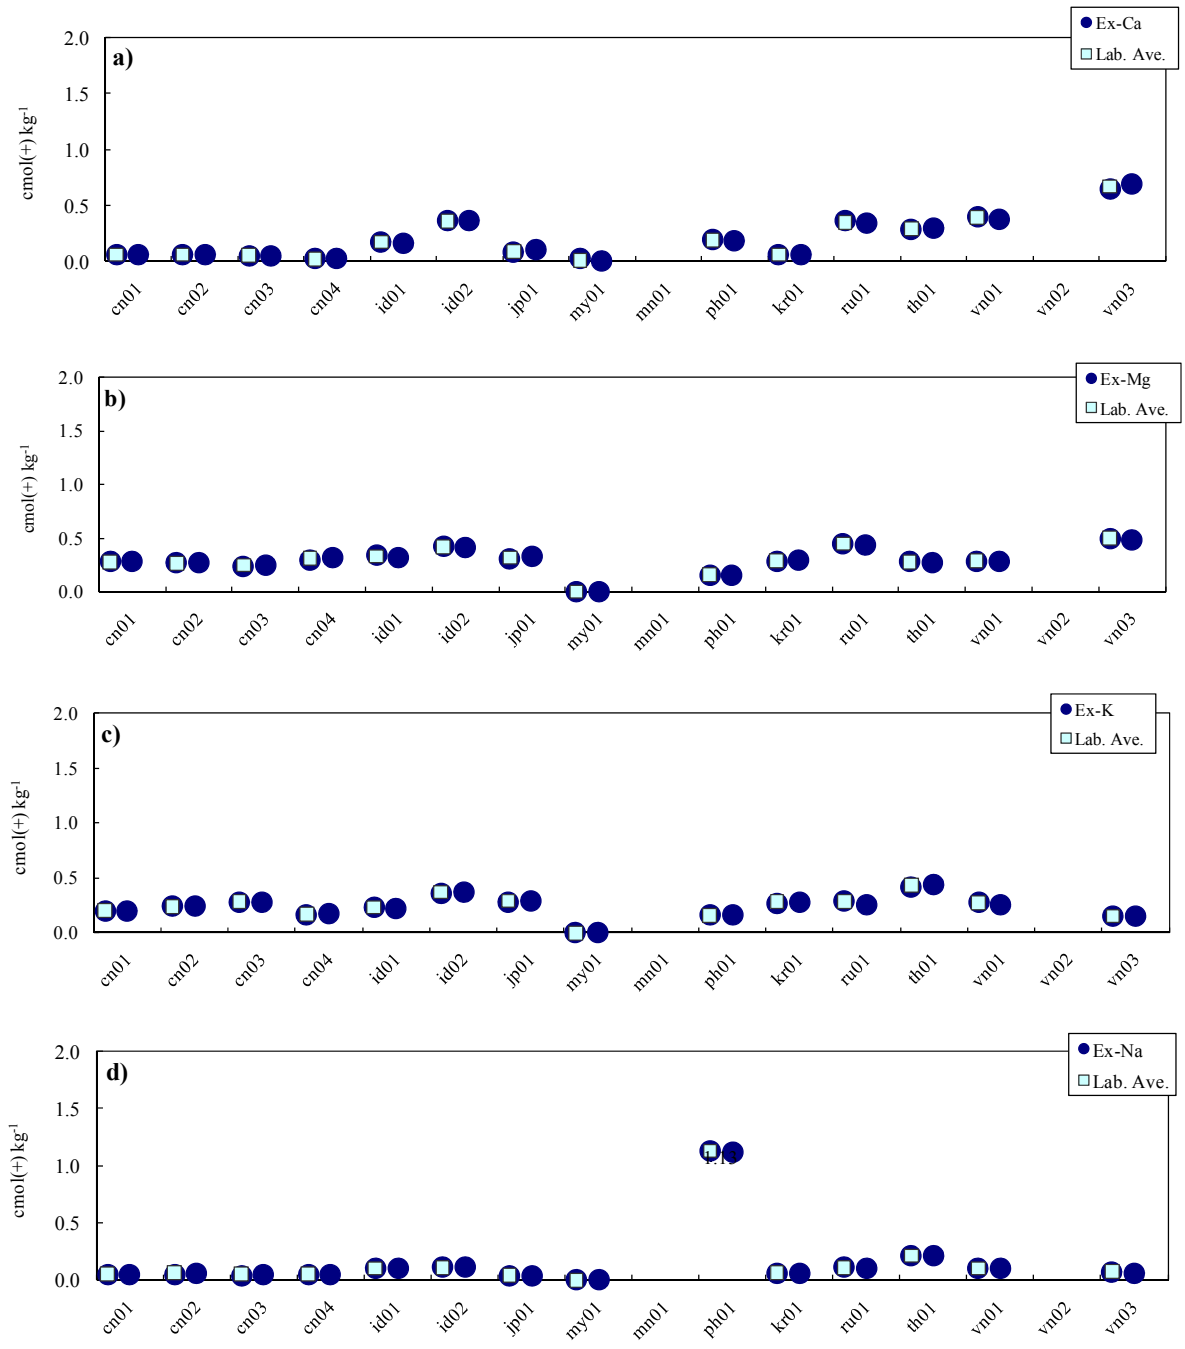 Ex-Ca
Lab. Ave.
a)
2.0
1.5
1.0
0.5
0.0
cmol(+) kg-1
cn01 cn02 cn03 cn04 id01 id02 jp01 my01 mn01 ph01 kr01 ru01 th01 vn01 vn02 vn03
Ex-Mg
Lab. Ave.
b)
2.0
1.5
1.0
0.5
0.0
cmol(+) kg-1
cn01 cn02 cn03 cn04 id01 id02 jp01 my01 mn01 ph01 kr01 ru01 th01 vn01 vn02 vn03
Ex-K
Lab. Ave.
c)
2.0
1.5
1.0
0.5
0.0
cmol(+) kg-1
cn01 cn02 cn03 cn04 id01 id02 jp01 my01 mn01 ph01 kr01 ru01 th01 vn01 vn02 vn03
Ex-Na
Lab. Ave.
d)
2.0
1.5
1.0
0.5
0.0
cmol(+) kg-1
cn01 cn02 cn03 cn04 id01 id02 jp01 my01 mn01 ph01 kr01 ru01 th01 vn01 vn02 vn03